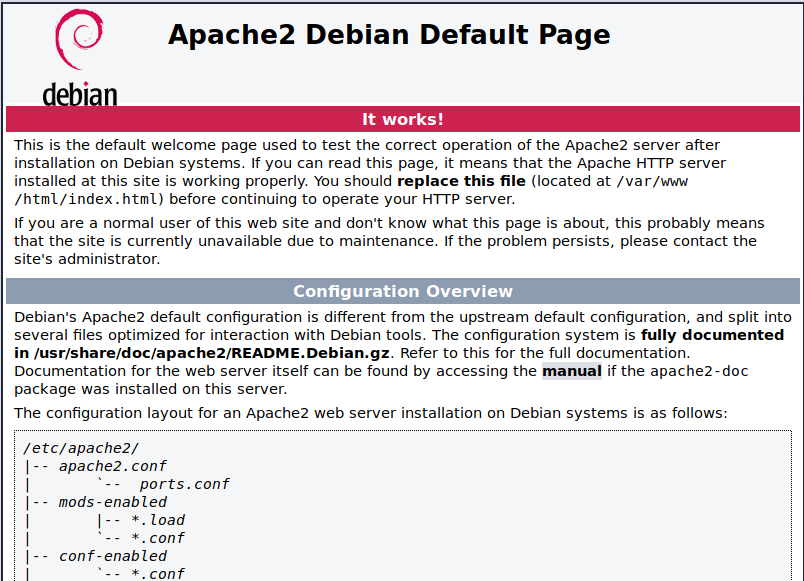 Apache2 Debian Default Page
debian
It works!
This is the default welcome page used to test the correct operation of the Apache2 server after
installation on Debian systems. If you can read this page, it means that the Apache HTTP server
installed at this site is working properly. You should replace this file (located at /var/www
/html/index.html) before continuing to operate your HTTP server.
If you are a normal user of this web site and don't know what this page is about, this probably means
that the site is currently unavailable due to maintenance. If the problem persists, please contact the
site's administrator.
Configuration Overview
Debian's Apache2 default configuration is different from the upstream default configuration, and split into
several files optimized for interaction with Debian tools. The configuration system is fully documented
in /usr/share/doc/apache2/README.Debian.gz. Refer to this for the full documentation.
Documentation for the web server itself can be found by accessing the manual if the apache2-doc
package was installed on this server.
The configuration layout for an Apache2 web server installation on Debian systems is as follows:
/etc/apache2/
|-- apache2.conf
|       `--  ports.conf
|-- mods-enabled
|       |-- *.load
|       `-- *.conf
|-- conf-enabled
|       `-- *.conf